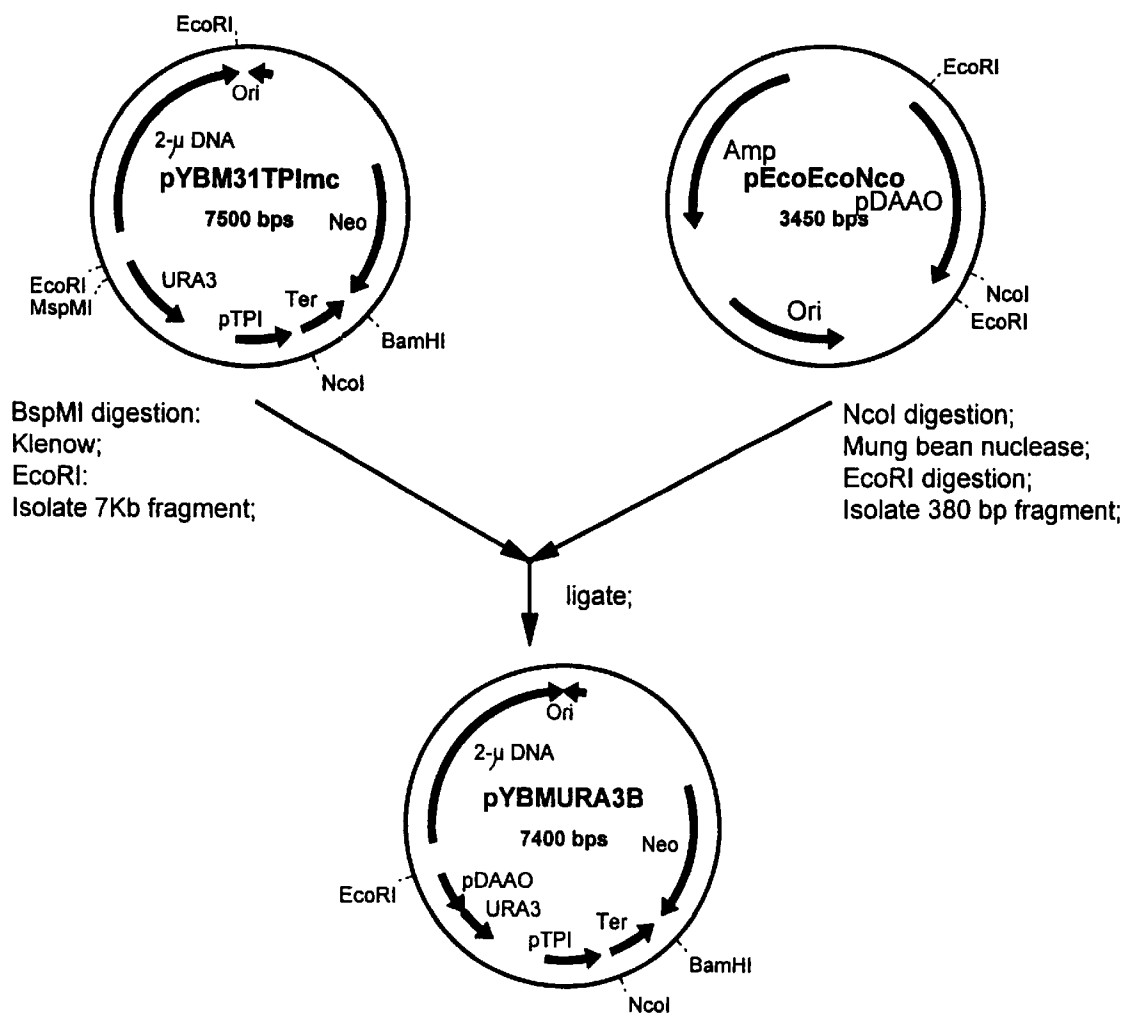 EcoRI
Ori
2-µ DNA
pYBM31TPImc
7500 bps
Neo
EcoRI
MspMI
URA3
Ter
pTPI
BamHI
NcoI
EcoRI
Amp
pEcoEcoNco
pDAAO
3450 bps
NcoI
EcoRI
Ori
BspMI digestion:
Klenow;
EcoRI:
Isolate 7Kb fragment;
NcoI digestion;
Mung bean nuclease;
EcoRI digestion;
Isolate 380 bp fragment;
ligate;
Ori
2-µ DNA
pYBMURA3B
7400 bps
Neo
EcoRI
pDAAO
URA3
Ter
pTPI
BamHI
NcoI